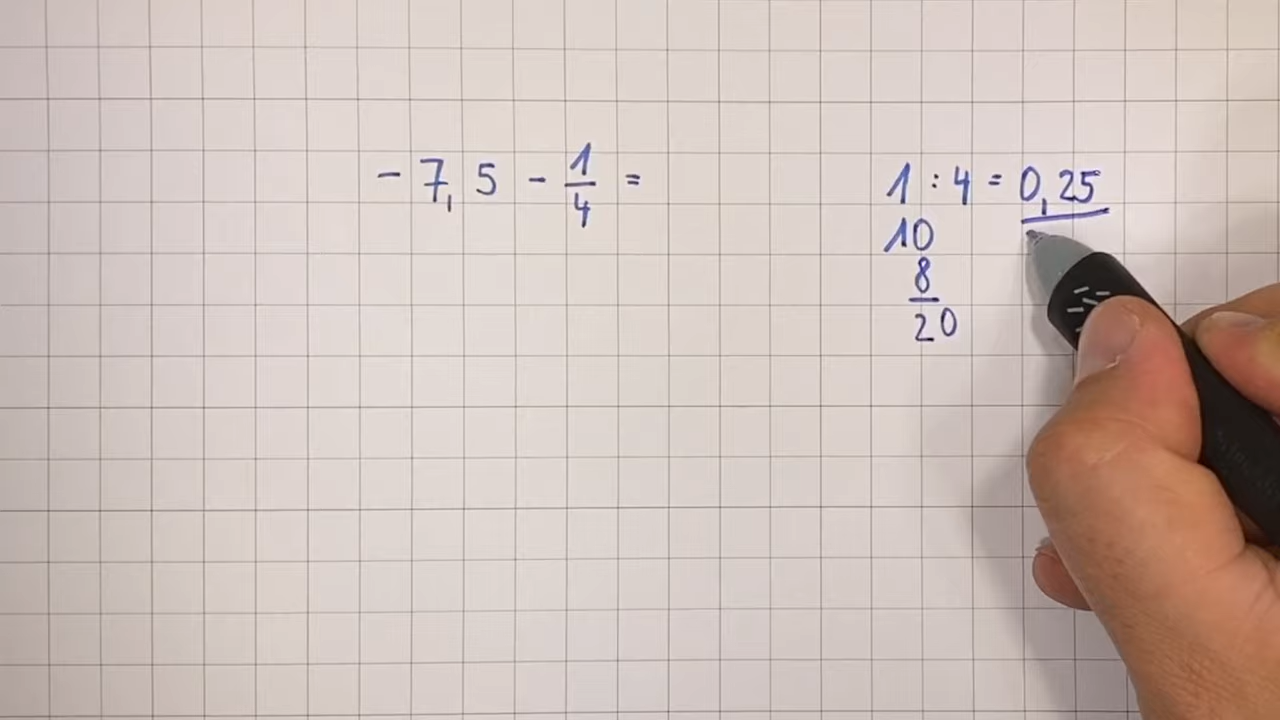 - 7,5 - 1/4 =
1 : 4 = 0,25
10
8
20